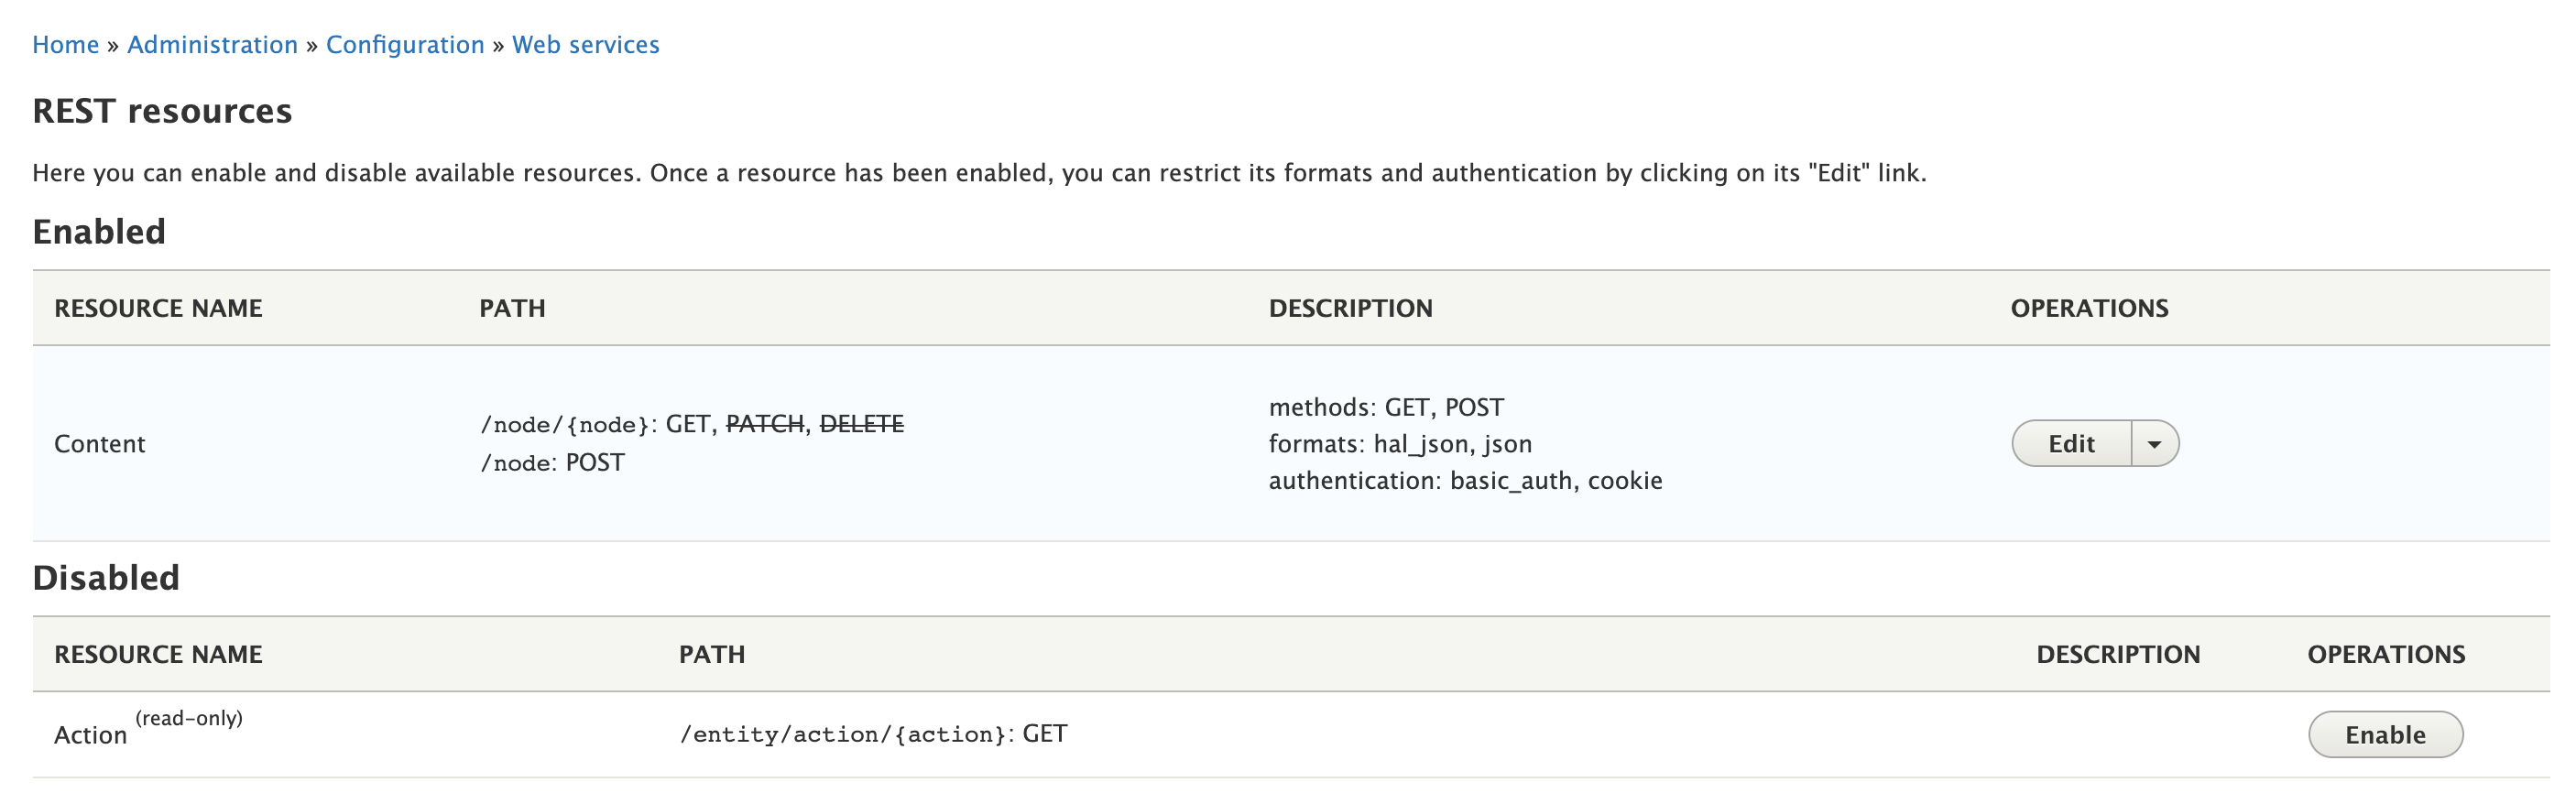 Home » Administration » Configuration » Web services
REST resources
Here you can enable and disable available resources. Once a resource has been enabled, you can restrict its formats and authentication by clicking on its "Edit" link.
Enabled
RESOURCE NAME PATH DESCRIPTION OPERATIONS
Content
/node/{node}: GET, PATCH, DELETE
/node: POST
methods: GET, POST
formats: hal_json, json
authentication: basic_auth, cookie
Edit
Disabled
RESOURCE NAME PATH DESCRIPTION OPERATIONS
Action (read-only) /entity/action/{action}: GET Enable